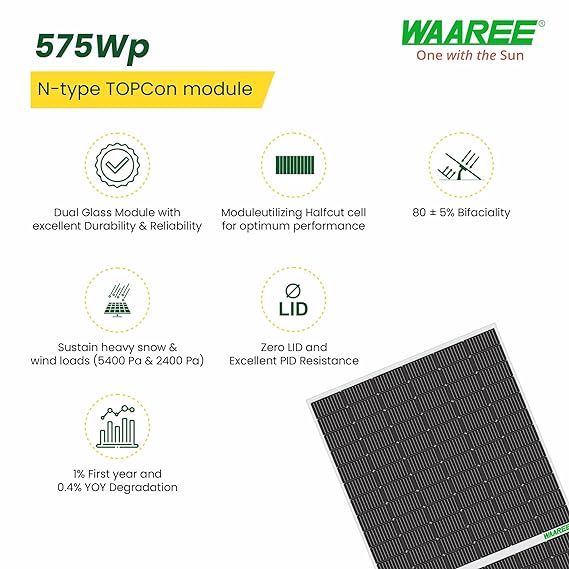 575Wp
WAAREE®
One with the Sun
N-type TOPCon module
Dual Glass Module with
excellent Durability & Reliability
Moduleutilizing Halfcut cell
for optimum performance
80 ± 5% Bifaciality
Sustain heavy snow &
wind loads (5400 Pa & 2400 Pa)
LID
Zero LID and
Excellent PID Resistance
1% First year and
0.4% YOY Degradation
WAAREE